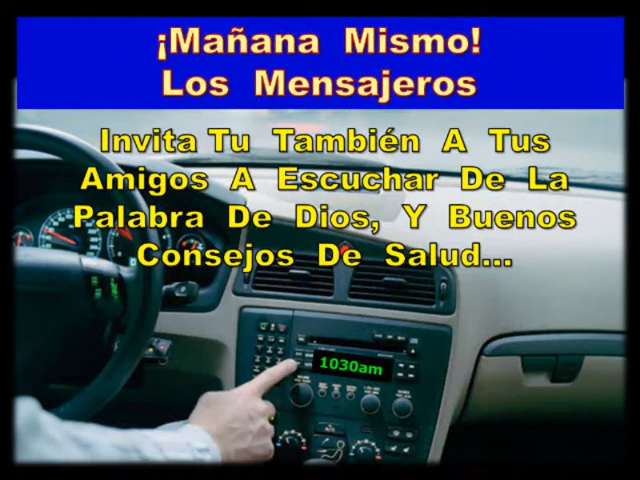 ¡Mañana Mismo!
Los Mensajeros
Invita Tu También A Tus
Amigos A Escuchar De La
Palabra De Dios, Y Buenos
Consejos De Salud...
1030am